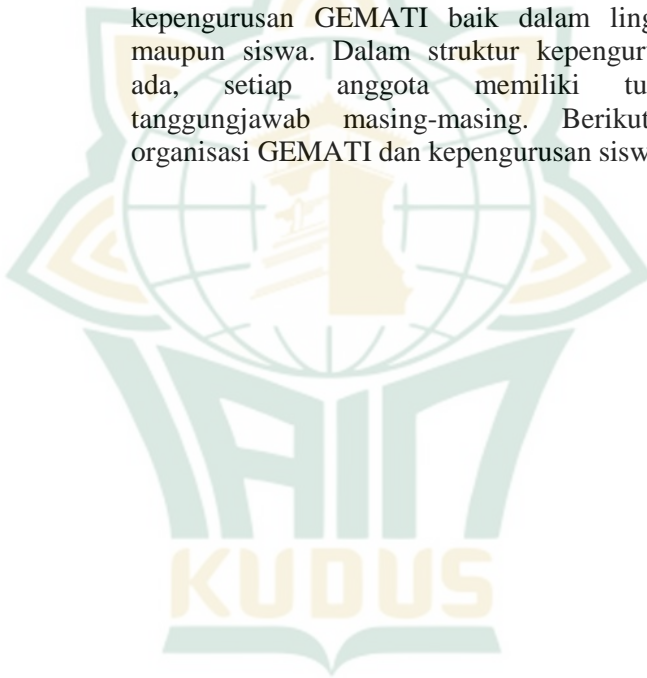 kepengurusan GEMATI baik dalam ling
maupun siswa. Dalam struktur kepengur
ada, setiap anggota memiliki tu
tanggungjawab masing-masing. Berikut
organisasi GEMATI dan kepengurusan sisw
IAIN
KUDUS